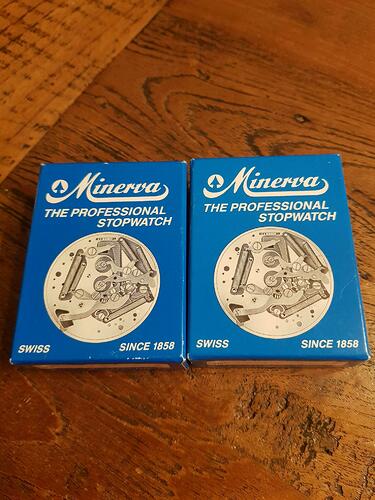 Minerva
THE PROFESSIONAL
STOPWATCH
SWISS SINCE 1858
Minerva
THE PROFESSIONAL
STOPWATCH
SWISS SINCE 1858